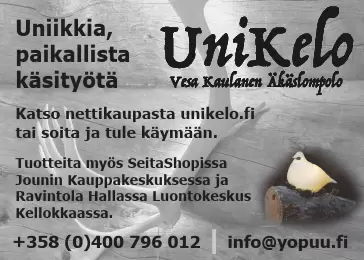 Uniikkia,
paikallista
käsityötä
UniKelo
Vesa Kaulanen Äkäslompolo
Katso nettikaupasta unikelo.fi
tai soita ja tule käymään.
Tuotteita myös SeitaShopissa
Jounin Kauppakeskuksessa ja
Ravintola Hallassa Luontokeskus
Kellokkaassa.
+358 (0)400 796 012 | info@yopuu.fi